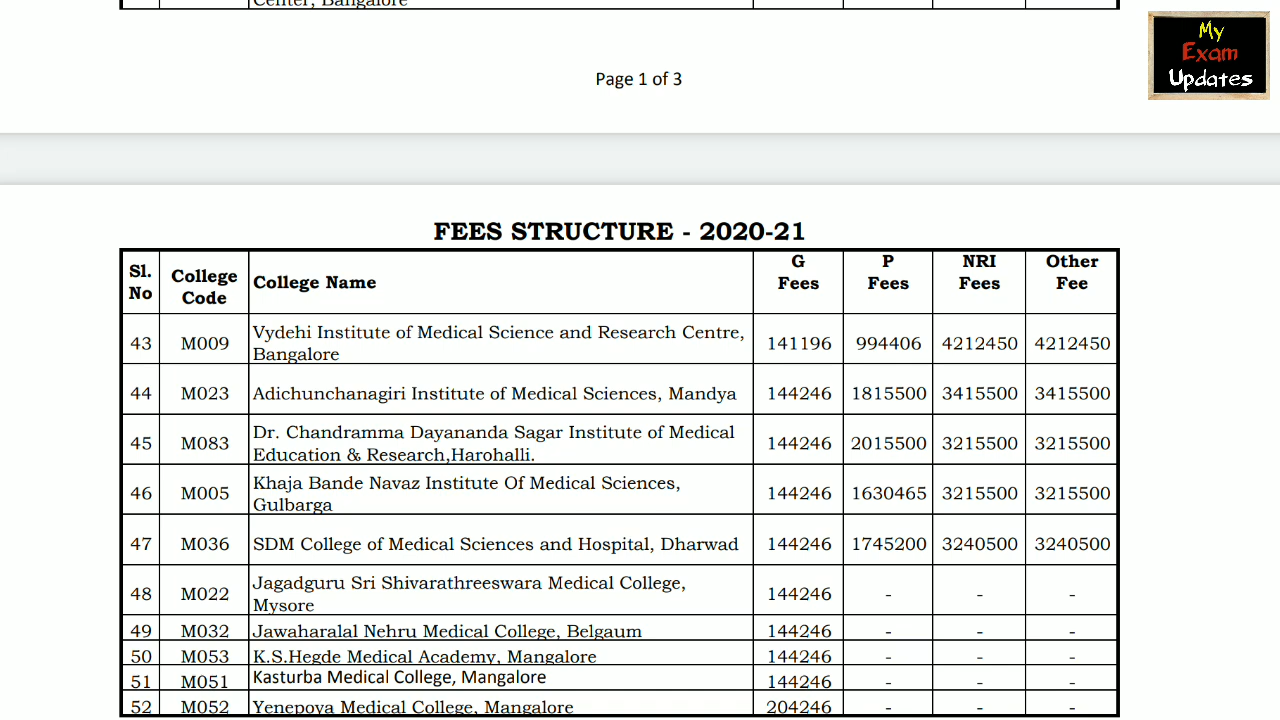 Center, Bangalore
My
Exam
Updates
Page 1 of 3
FEES STRUCTURE - 2020-21
Sl. No College Code College Name G Fees P Fees NRI Fees Other Fee
43 M009 Vydehi Institute of Medical Science and Research Centre, Bangalore 141196 994406 4212450 4212450
44 M023 Adichunchanagiri Institute of Medical Sciences, Mandya 144246 1815500 3415500 3415500
45 M083 Dr. Chandramma Dayananda Sagar Institute of Medical Education & Research,Harohalli. 144246 2015500 3215500 3215500
46 M005 Khaja Bande Navaz Institute Of Medical Sciences, Gulbarga 144246 1630465 3215500 3215500
47 M036 SDM College of Medical Sciences and Hospital, Dharwad 144246 1745200 3240500 3240500
48 M022 Jagadguru Sri Shivarathreeswara Medical College, Mysore 144246 - - -
49 M032 Jawaharalal Nehru Medical College, Belgaum 144246 - - -
50 M053 K.S.Hegde Medical Academy, Mangalore 144246 - - -
51 M051 Kasturba Medical College, Mangalore 144246 - - -
52 M052 Yenepoya Medical College, Mangalore 204246 - - -